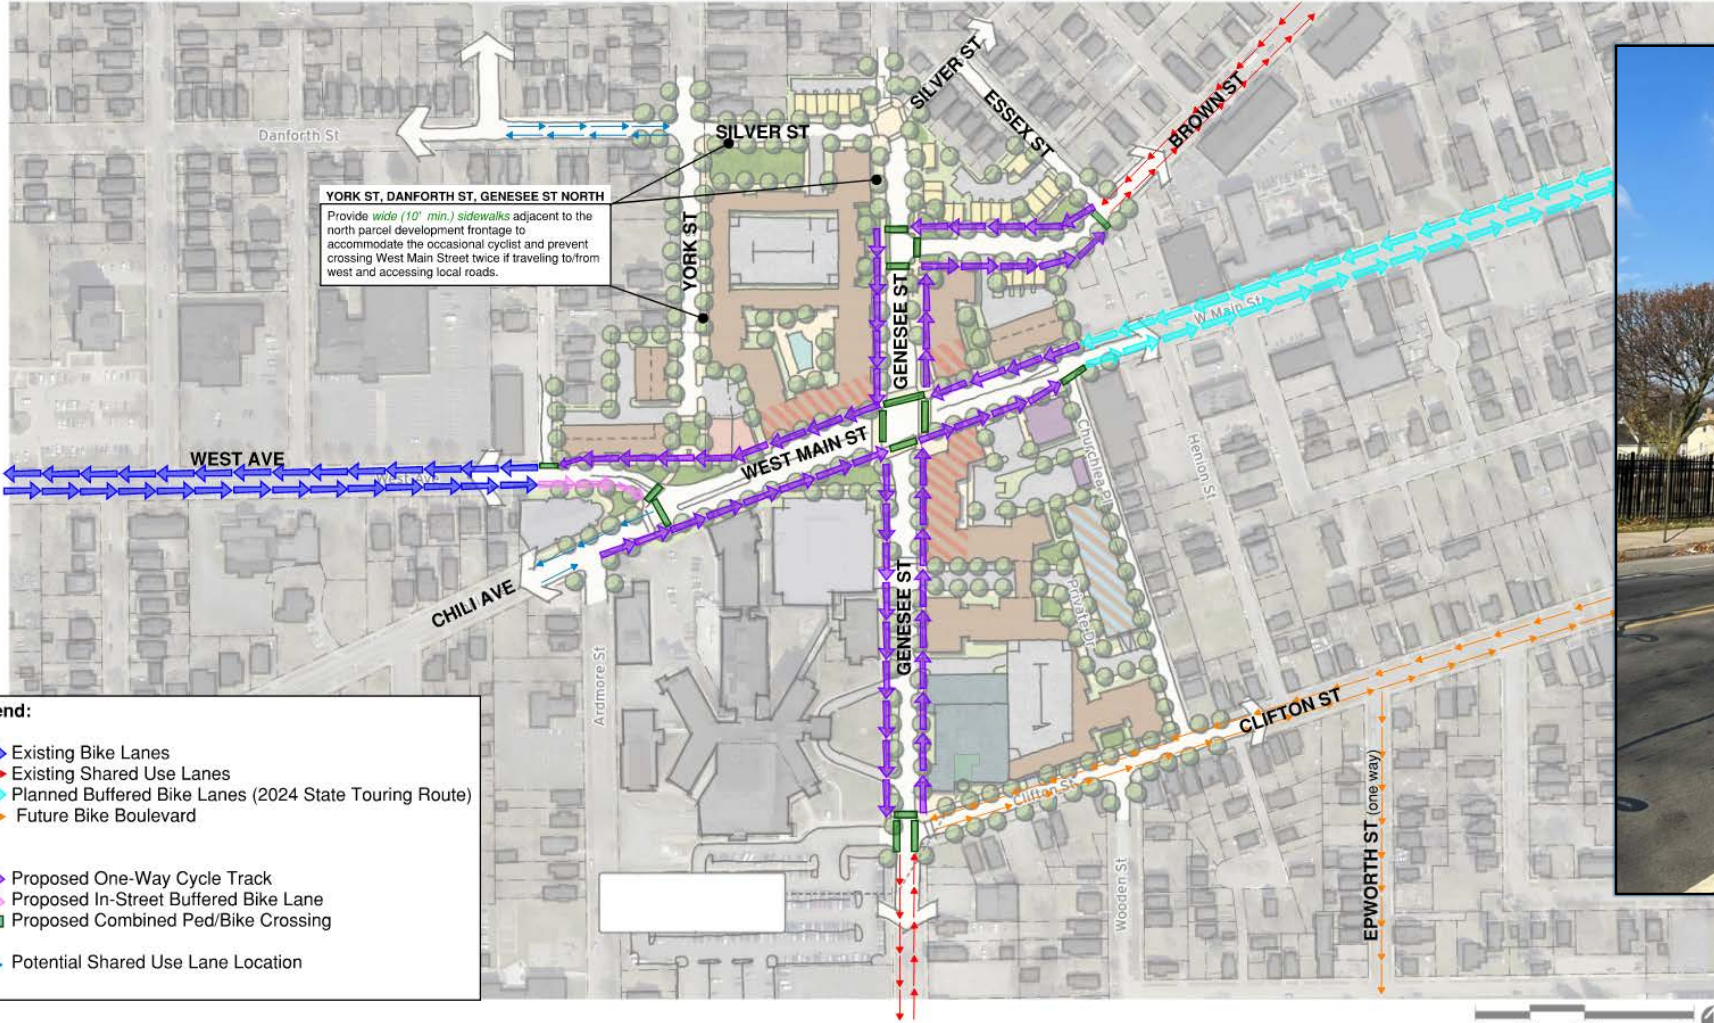 SILVER ST
ESSEX ST
BROWN ST
Danforth St
SILVER ST
YORK ST, DANFORTH ST, GENESEE ST NORTH
Provide wide (10' min.) sidewalks adjacent to the
north parcel development frontage to
accommodate the occasional cyclist and prevent
crossing West Main Street twice if traveling to/from
west and accessing local roads.
YORK ST
GENESEE ST
W Main St
WEST AVE
West Ave
WEST MAIN ST
Churchlea Pl
Henion St
CHILI AVE
GENESEE ST
Private Dr
Ardmore St
CLIFTON ST
Clifton St
EPWORTH ST (one way)
Wooden St
end:
Existing Bike Lanes
Existing Shared Use Lanes
Planned Buffered Bike Lanes (2024 State Touring Route)
Future Bike Boulevard
Proposed One-Way Cycle Track
Proposed In-Street Buffered Bike Lane
Proposed Combined Ped/Bike Crossing
Potential Shared Use Lane Location